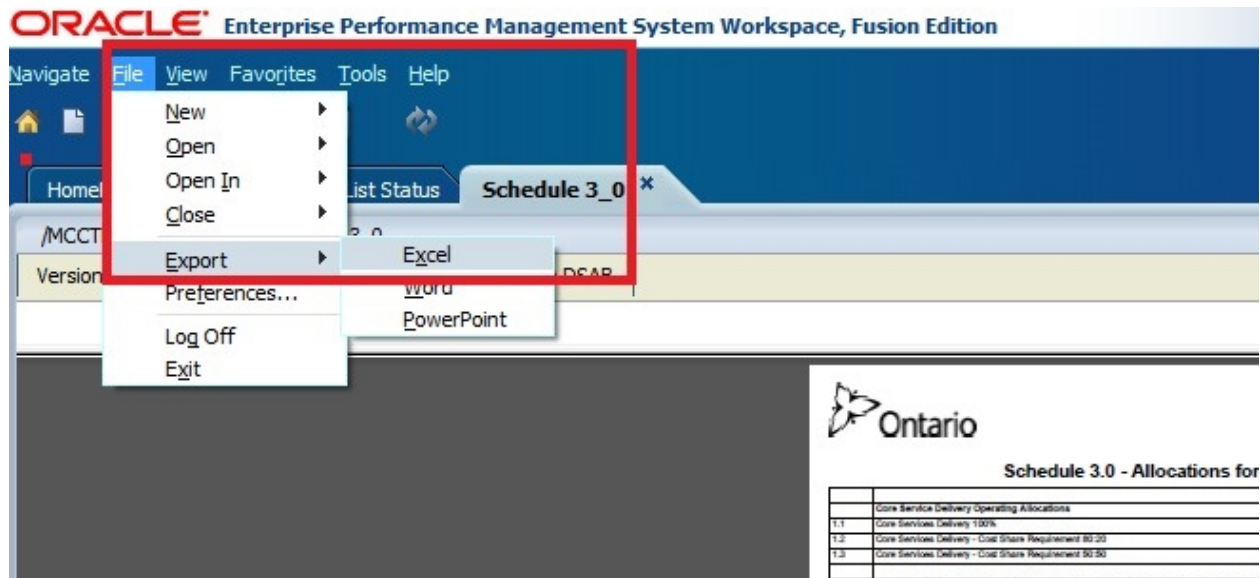 ORACLE Enterprise Performance Management System Workspace, Fusion Edition
Navigate File View Favorites Tools Help
New
Open
Open In
Close
Export
Preferences...
Log Off
Exit
Excel
Word
PowerPoint
List Status Schedule 3_0
/MCCT
3_0
Version
DSAB
Ontario
Schedule 3.0 - Allocations for
Core Service Delivery Operating Allocations
1.1 Core Services Delivery 100%
1.2 Core Services Delivery - Cost Share Requirement 80:20
1.3 Core Services Delivery - Cost Share Requirement 50:50